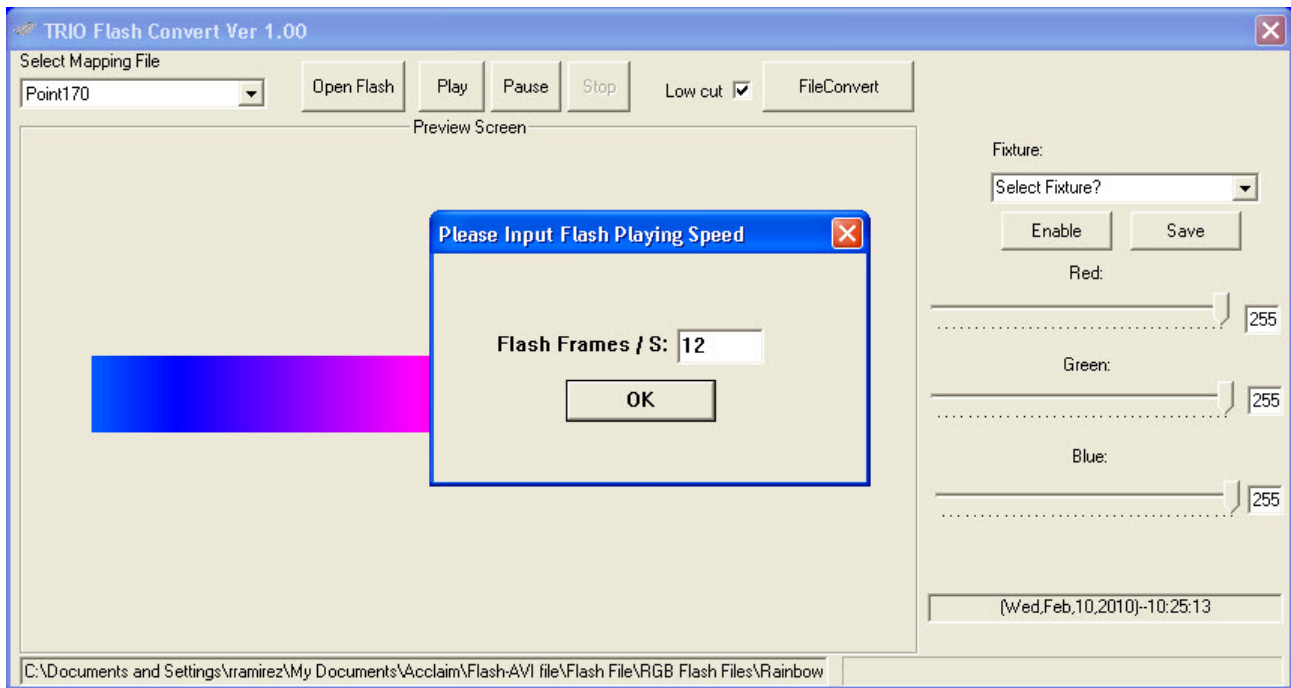 TRIO Flash Convert Ver 1.00
Select Mapping File
Point170
Open Flash
Play
Pause
Stop
Low cut
FileConvert
Preview Screen
Please Input Flash Playing Speed
Flash Frames / S: 12
OK
Fixture:
Select Fixture?
Enable
Save
Red:
255
Green:
255
Blue:
255
(Wed,Feb,10,2010)--10:25:13
C:\Documents and Settings\rramirez\My Documents\Acclaim\Flash-AVI file\Flash File\RGB Flash Files\Rainbow